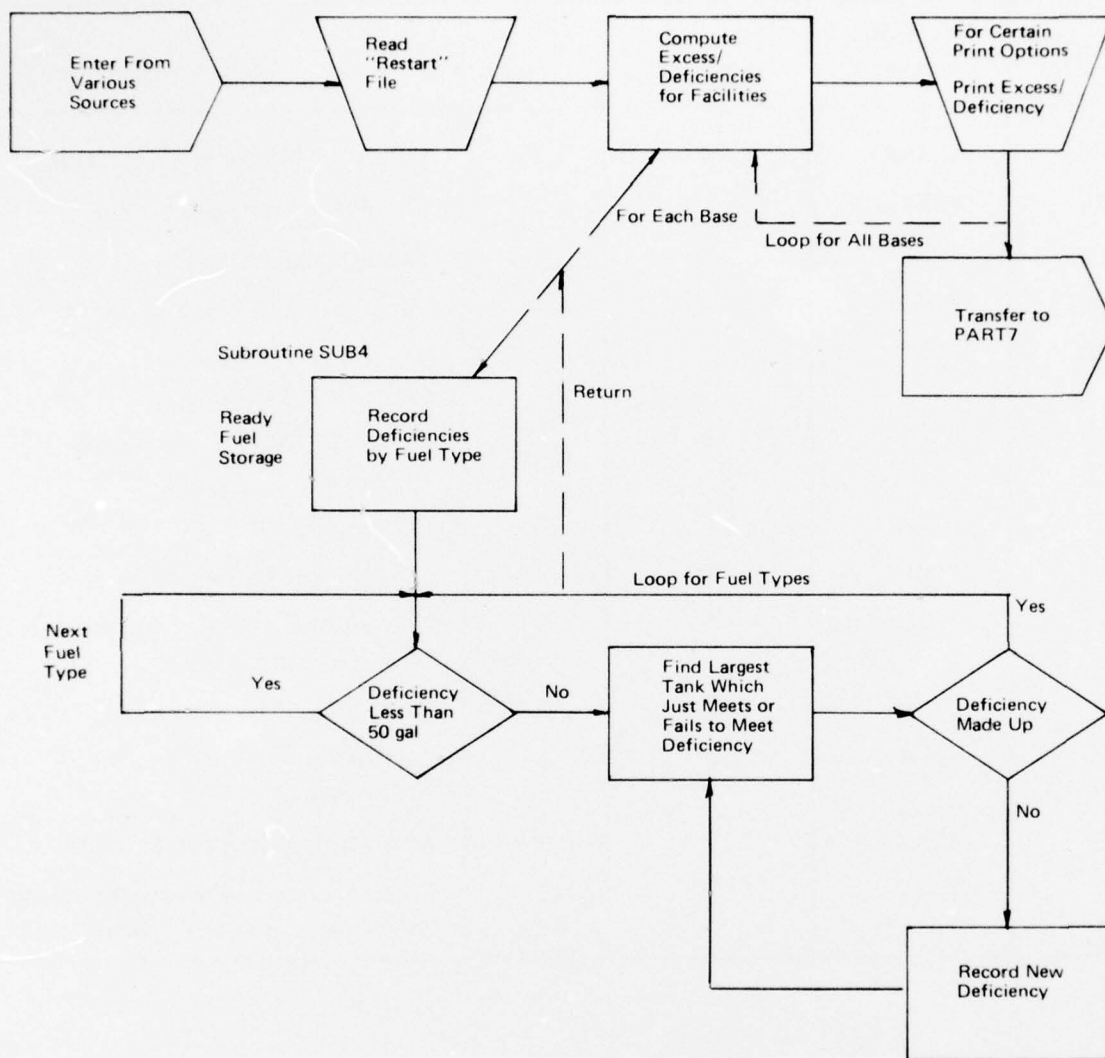 Enter From
Various
Sources
Read
"Restart"
File
Compute
Excess/
Deficiencies
for Facilities
For Certain
Print Options
Print Excess/
Deficiency
For Each Base
Loop for All Bases
Transfer to
PART7
Subroutine SUB4
Ready
Fuel
Storage
Record
Deficiencies
by Fuel Type
Return
Loop for Fuel Types
Next
Fuel
Type
Yes
Deficiency
Less Than
50 gal
No
Find Largest
Tank Which
Just Meets or
Fails to Meet
Deficiency
Yes
Deficiency
Made Up
No
Record New
Deficiency